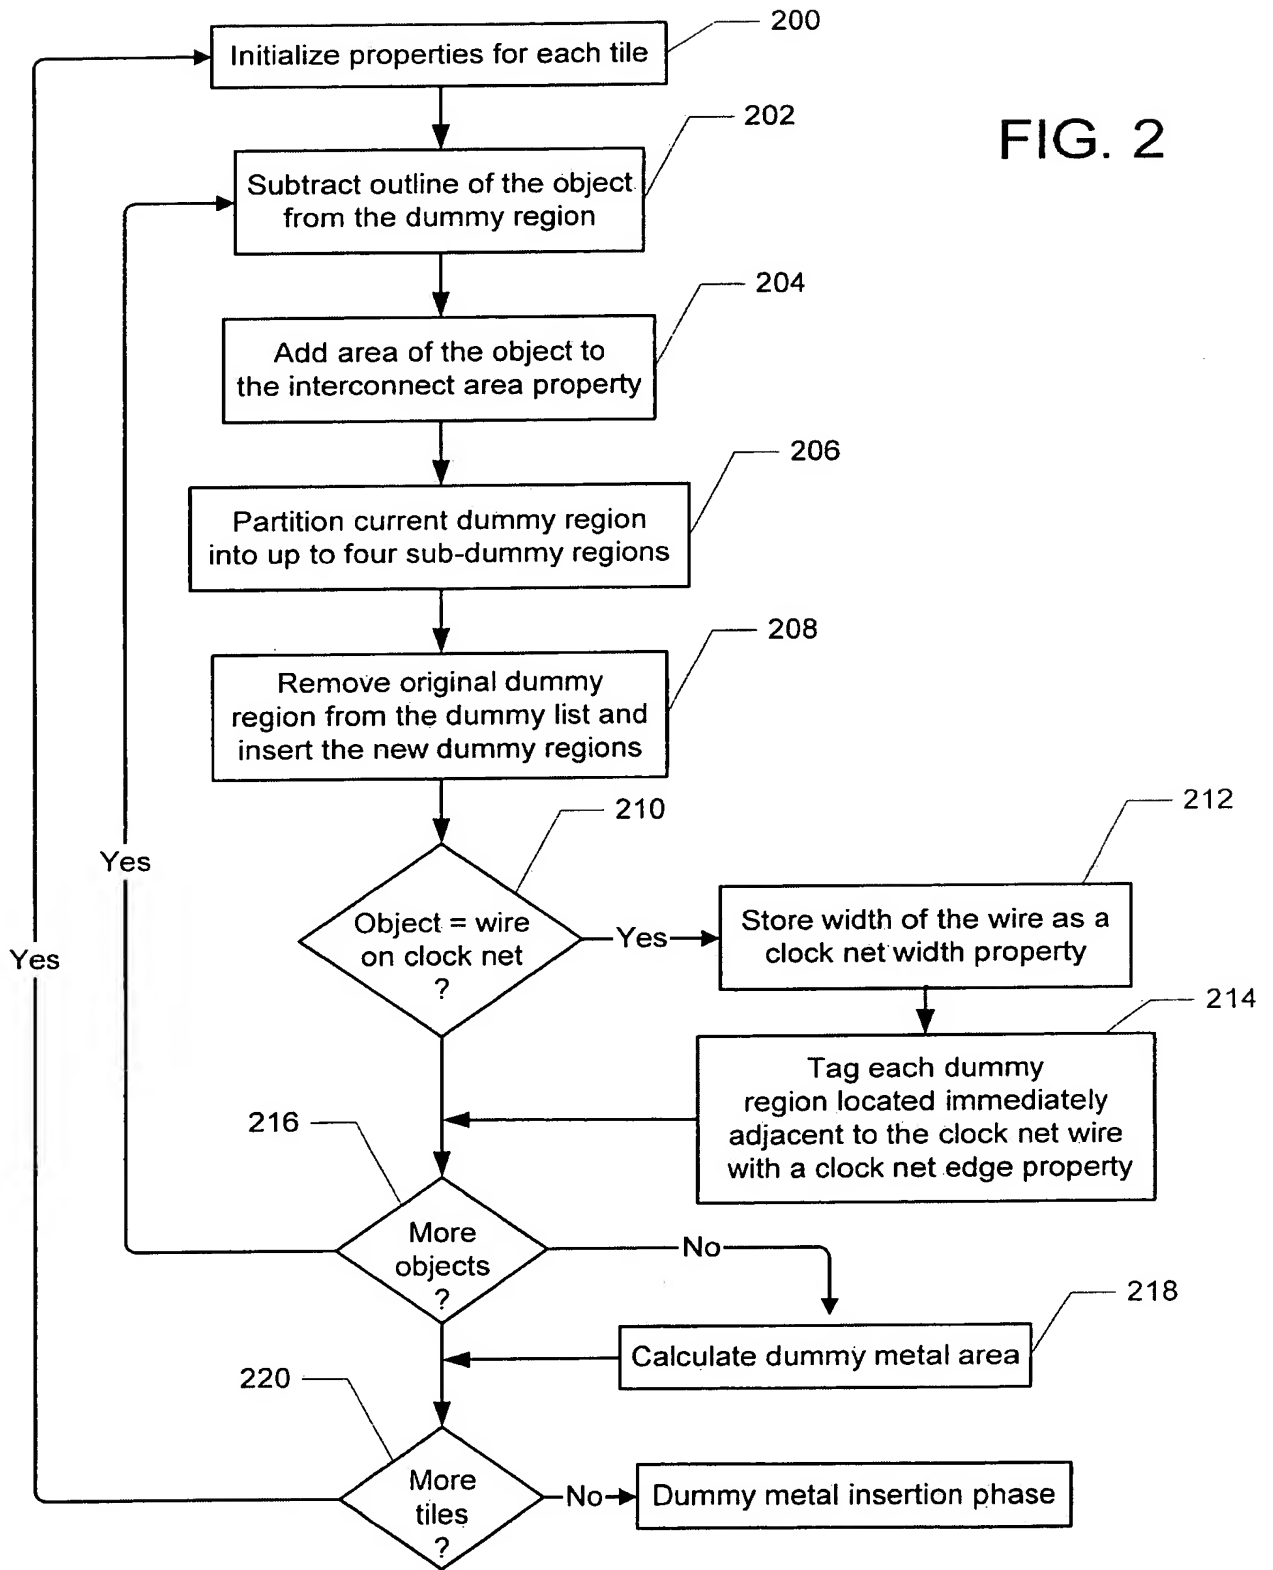 200
Initialize properties for each tile
202
FIG. 2
Subtract outline of the object
from the dummy region
204
Add area of the object to
the interconnect area property
206
Partition current dummy region
into up to four sub-dummy regions
208
Remove original dummy
region from the dummy list and
insert the new dummy regions
210
212
Yes
Object = wire
on clock net
?
Yes
Store width of the wire as a
clock net width property
Yes
214
Tag each dummy
region located immediately
adjacent to the clock net wire
with a clock net edge property
216
More
objects
?
No
218
Calculate dummy metal area
220
More
tiles
?
No
Dummy metal insertion phase